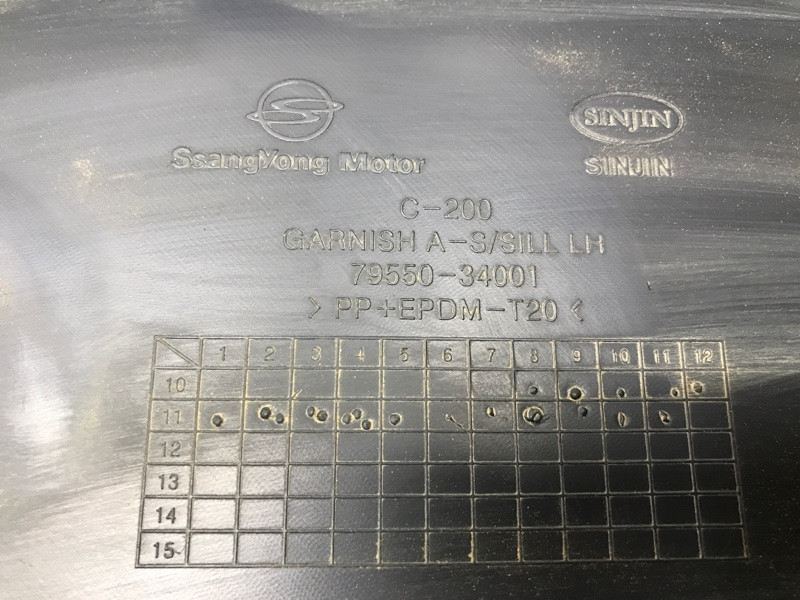 SsangYong Motor
SINJIN
SINJIN
C-200
GARNISH A-S/SILL LH
79550-34001
> PP+EPDM-T20 <
1 2 3 4 5 6 7 8 9 10 11 12
10
11
12
13
14
15